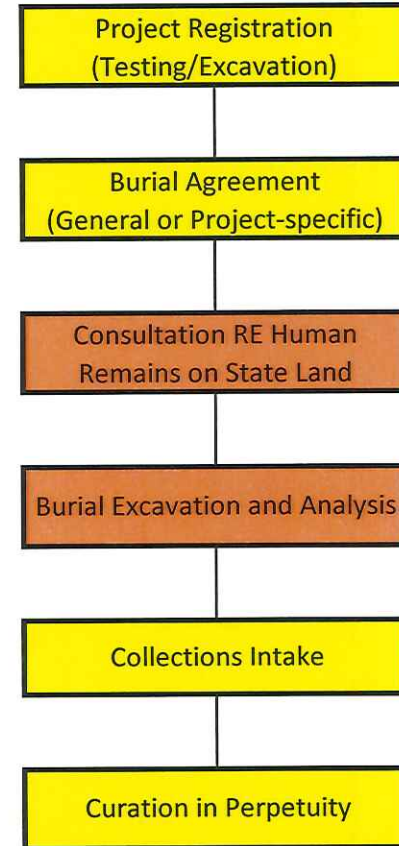 Project Registration
(Testing/Excavation)
Burial Agreement
(General or Project-specific)
Consultation RE Human
Remains on State Land
Burial Excavation and Analysis
Collections Intake
Curation in Perpetuity